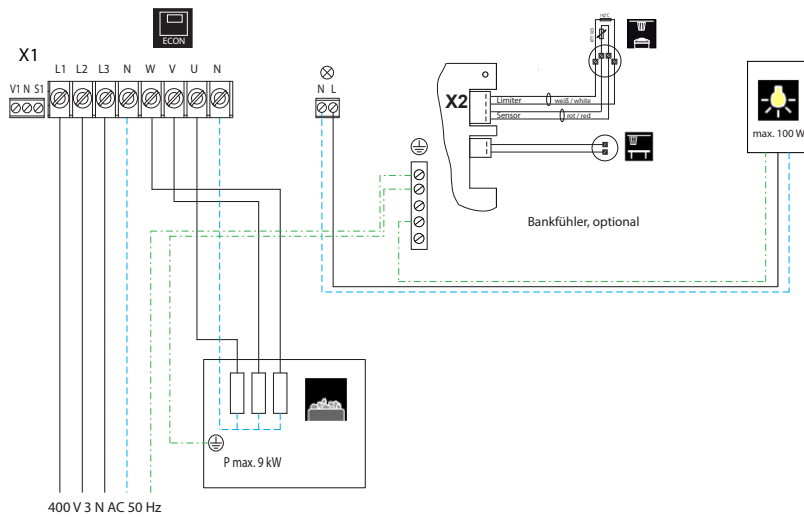 ECON
X1
L1 L2 L3 N W V U N
V1 N S1
N L
142°C
X2
Limiter
weiß / white
Sensor
rot / red
max. 100 W
Bankfühler, optional
P max. 9 kW
400 V 3 N AC 50 Hz